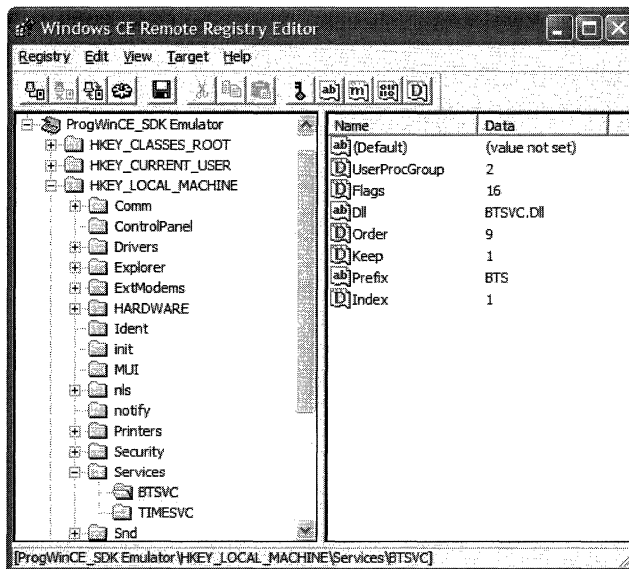 Windows CE Remote Registry Editor
Registry Edit View Target Help
ProgWinCE_SDK Emulator
HKEY_CLASSES_ROOT
HKEY_CURRENT_USER
HKEY_LOCAL_MACHINE
Comm
ControlPanel
Drivers
Explorer
ExtModems
HARDWARE
Ident
init
MUI
nls
notify
Printers
Security
Services
BTSVC
TIMESVC
Snd
Name Data
(Default) (value not set)
UserProcGroup 2
Flags 16
Dll BTSVC.Dll
Order 9
Keep 1
Prefix BTS
Index 1
[ProgWinCE_SDK Emulator\HKEY_LOCAL_MACHINE\Services\BTSVC]